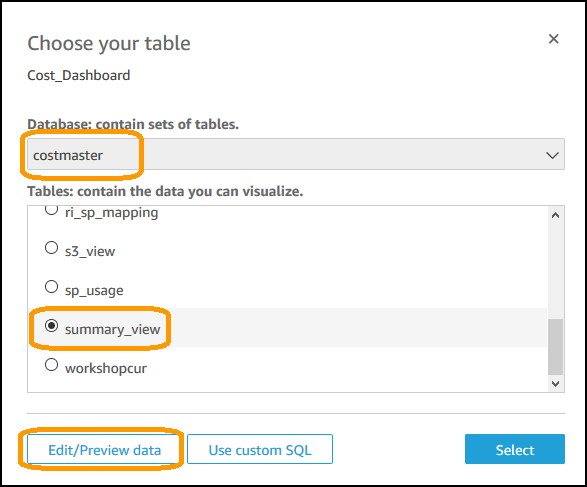 Choose your table
Cost_Dashboard
Database: contain sets of tables.
costmaster
Tables: contain the data you can visualize.
ri_sp_mapping
s3_view
sp_usage
summary_view
workshopcur
Edit/Preview data Use custom SQL Select